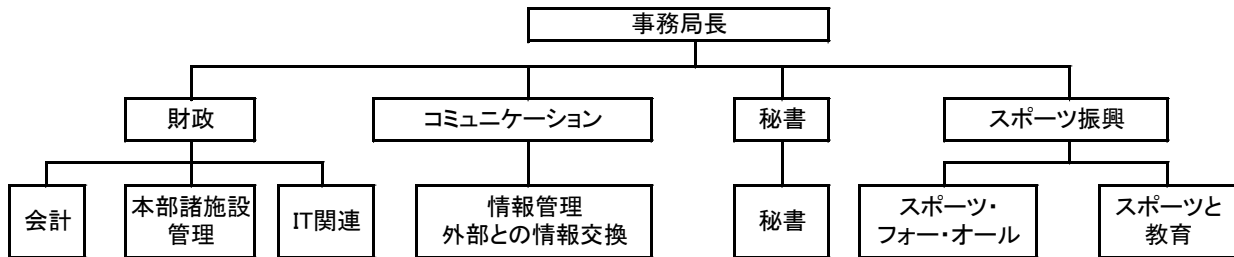 事務局長
財政
コミュニケーション
秘書
スポーツ振興
会計
本部諸施設
管理
IT関連
情報管理
外部との情報交換
秘書
スポーツ・
フォー・オール
スポーツと
教育